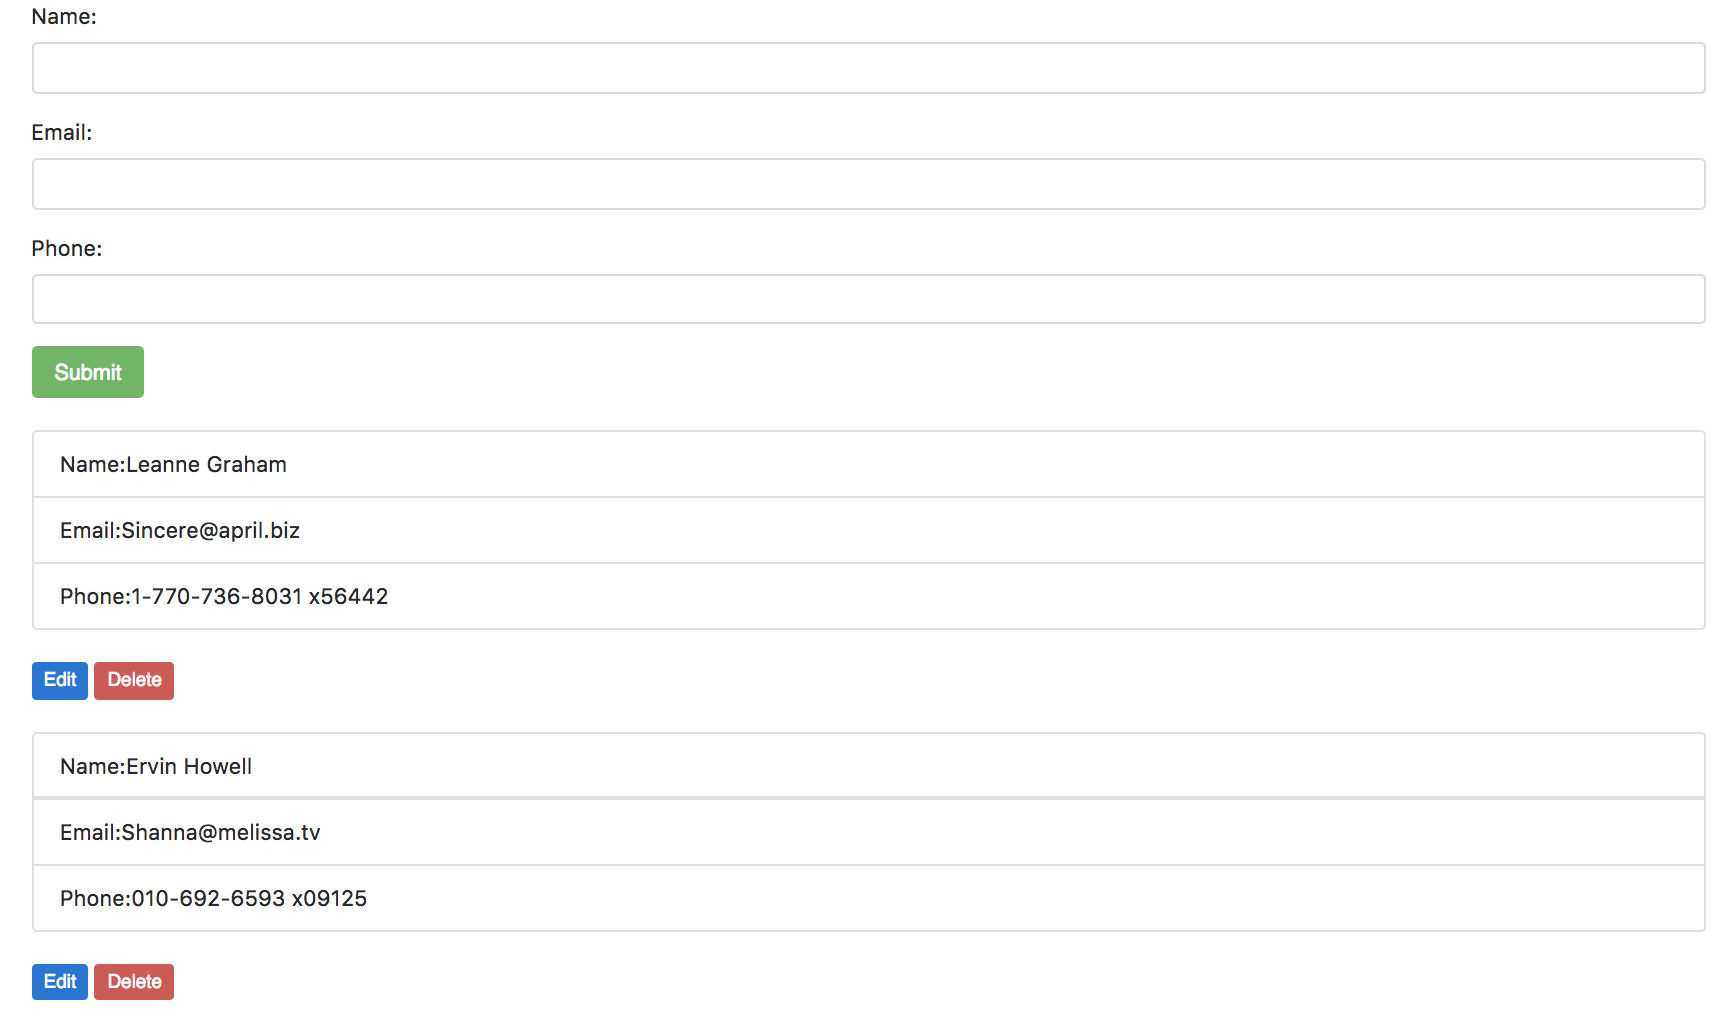 Name:
Email:
Phone:
Submit
Name:Leanne Graham
Email:Sincere@april.biz
Phone:1-770-736-8031 x56442
Edit Delete
Name:Ervin Howell
Email:Shanna@melissa.tv
Phone:010-692-6593 x09125
Edit Delete